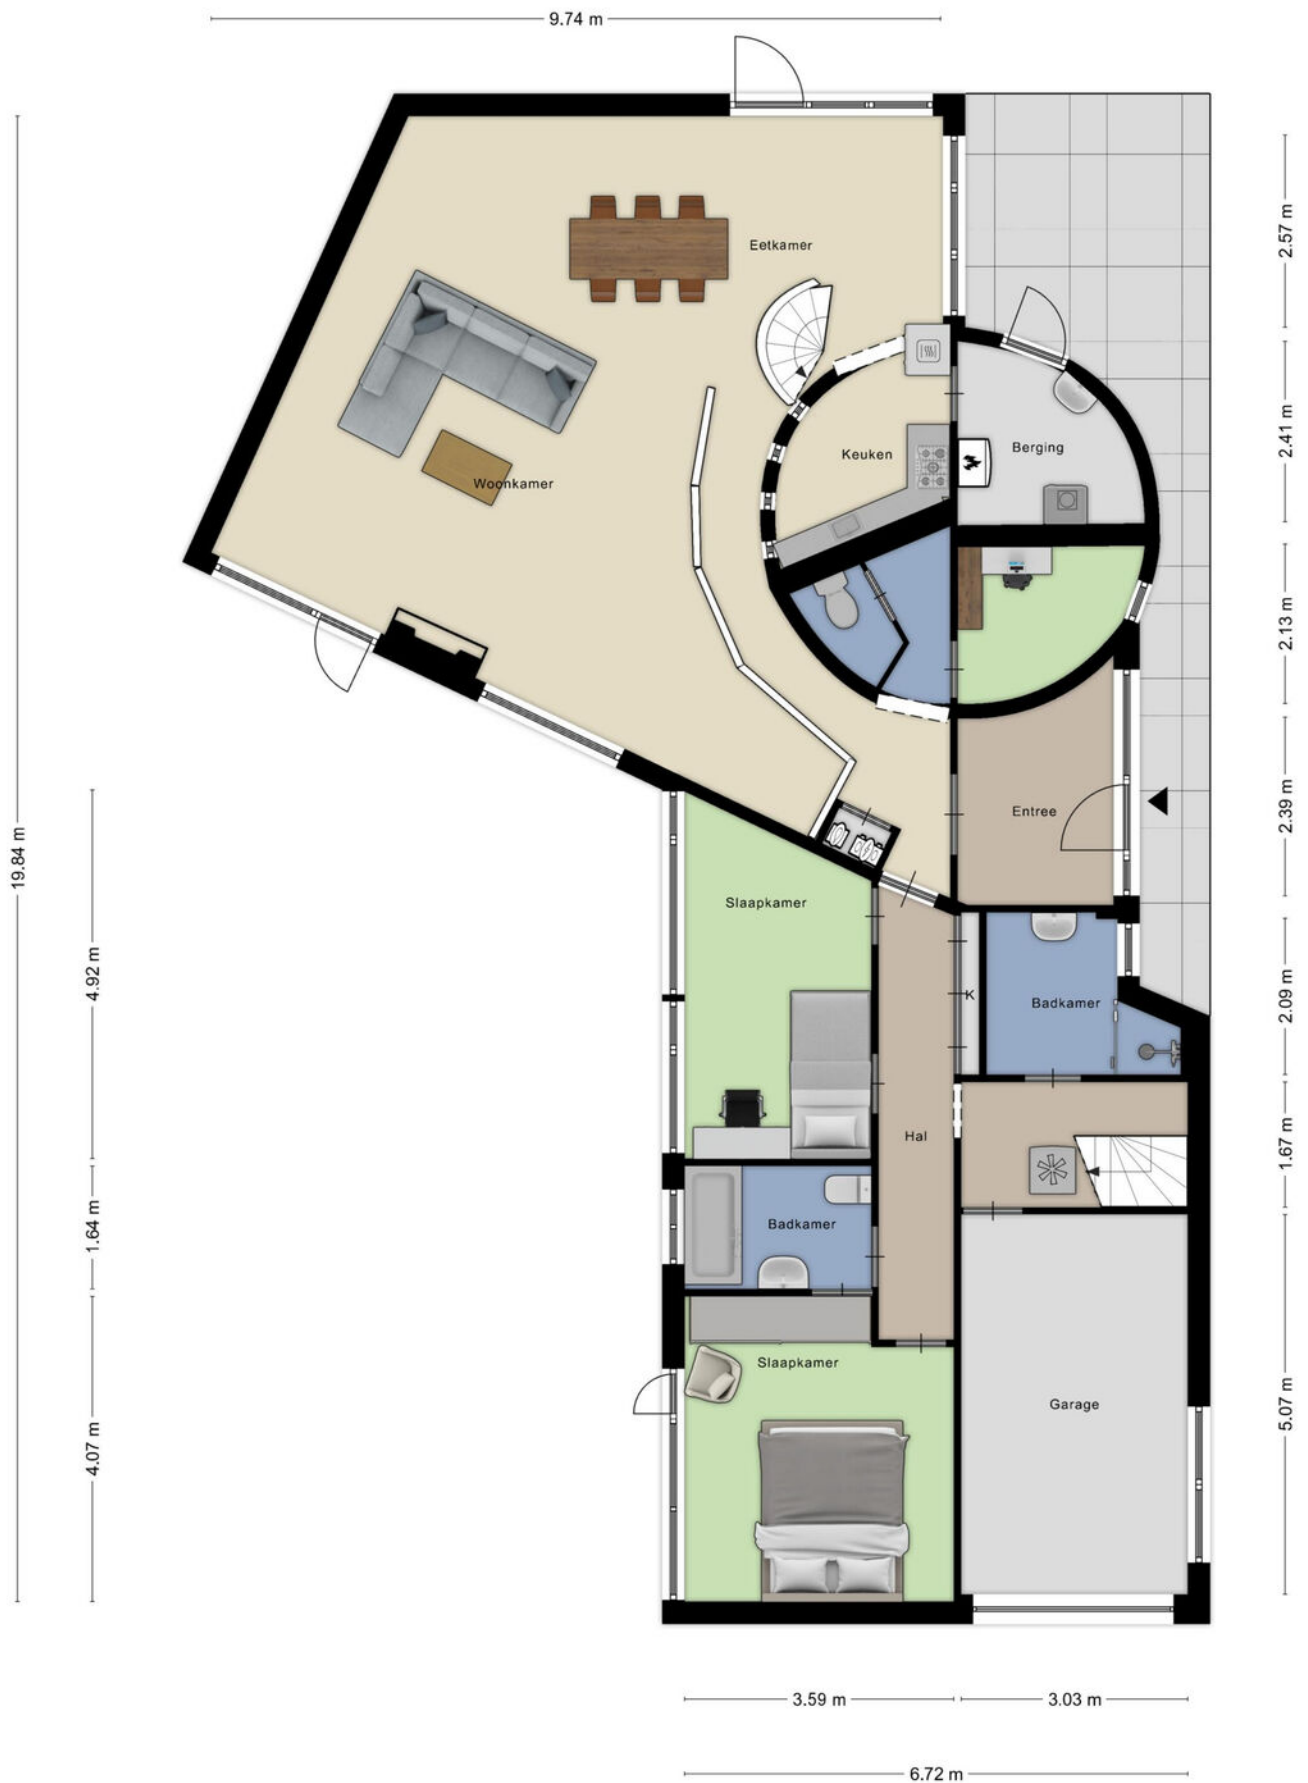 9.74 m
Eetkamer
Woonkamer
Keuken
Berging
Entree
Slaapkamer
Badkamer
K
Hal
Badkamer
Slaapkamer
Garage
19.84 m
4.92 m
1.64 m
4.07 m
2.57 m
2.41 m
2.13 m
2.39 m
2.09 m
1.67 m
5.07 m
3.59 m
3.03 m
6.72 m